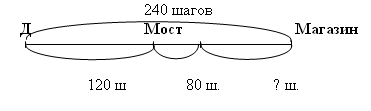 240 шагов
Д Мост Магазин
120 ш 80 ш. ? ш.